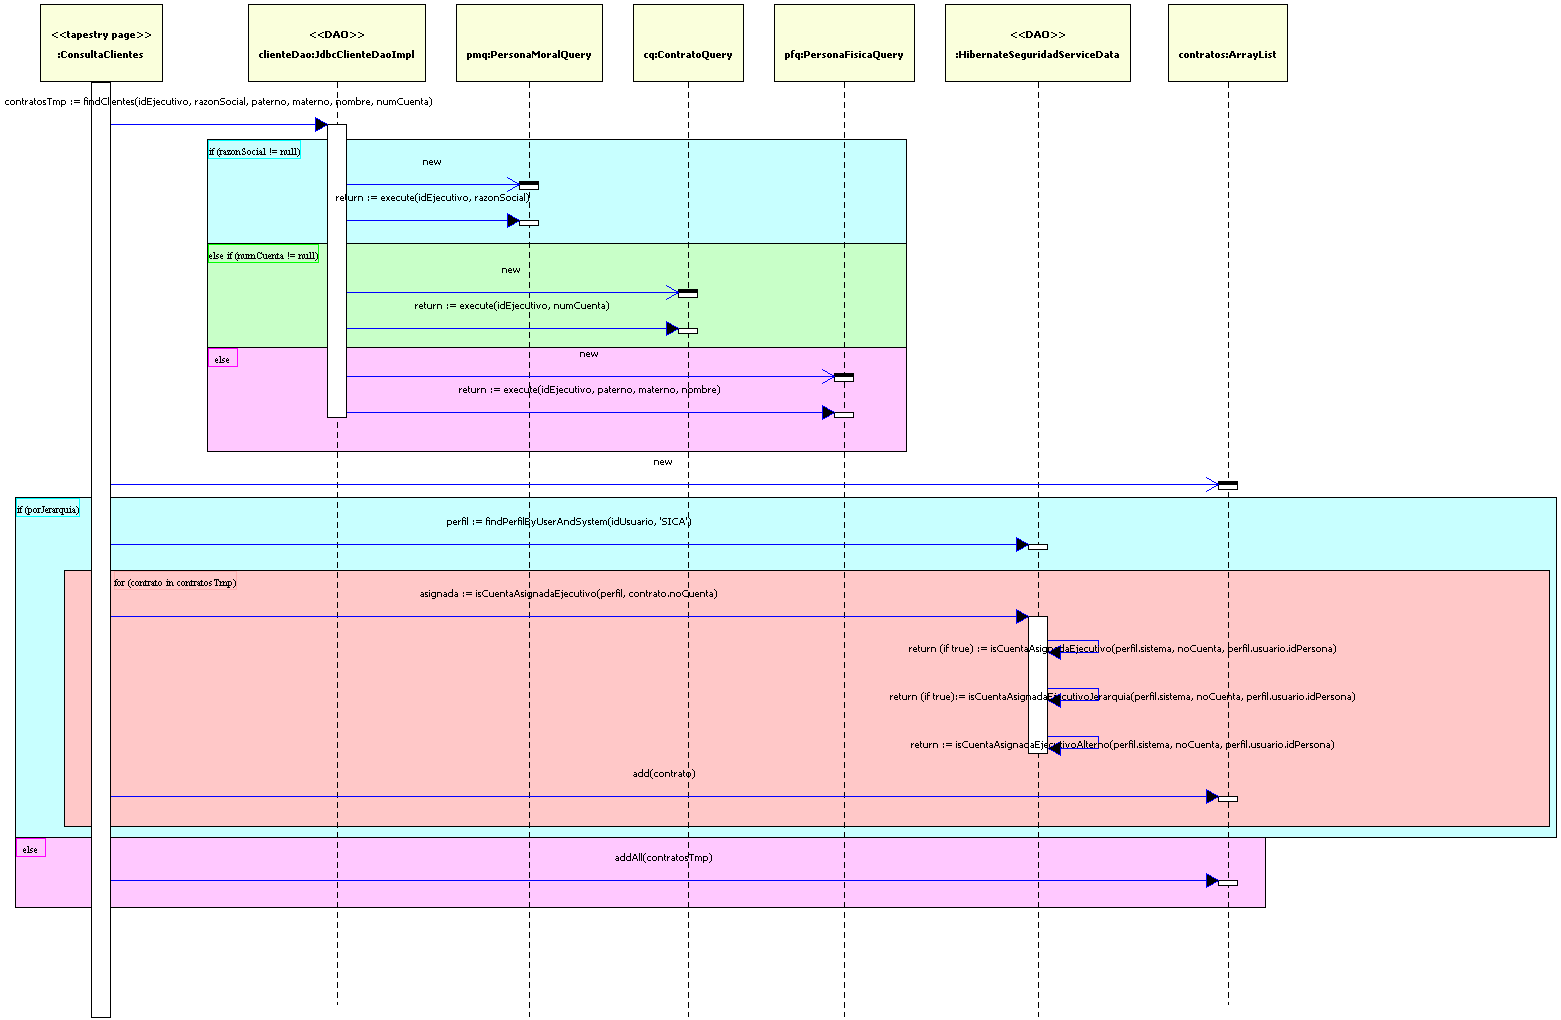 <<tapestry page>>
:ConsultaClientes
<<DAO>>
clienteDao:JdbcClienteDaoImpl
pmq:PersonaMoralQuery
cq:ContratoQuery
pfq:PersonaFisicaQuery
<<DAO>>
:HibernateSeguridadServiceData
contratos:ArrayList
contratosTmp := findClientes(idEjecutivo, razonSocial, paterno, materno, nombre, numCuenta)
if (razonSocial != null)
new
return := execute(idEjecutivo, razonSocial)
else if (numCuenta != null)
new
return := execute(idEjecutivo, numCuenta)
else
new
return := execute(idEjecutivo, paterno, materno, nombre)
new
if (porJerarquia)
perfil := findPerfilByUserAndSystem(idUsuario, 'SICA')
for (contrato in contratosTmp)
asignada := isCuentaAsignadaEjecutivo(perfil, contrato.noCuenta)
return (if true) := isCuentaAsignadaEjecutivo(perfil.sistema, noCuenta, perfil.usuario.idPersona)
return (if true):= isCuentaAsignadaEjecutivoJerarquia(perfil.sistema, noCuenta, perfil.usuario.idPersona)
return := isCuentaAsignadaEjecutivoAlterno(perfil.sistema, noCuenta, perfil.usuario.idPersona)
add(contrato)
else
addAll(contratosTmp)